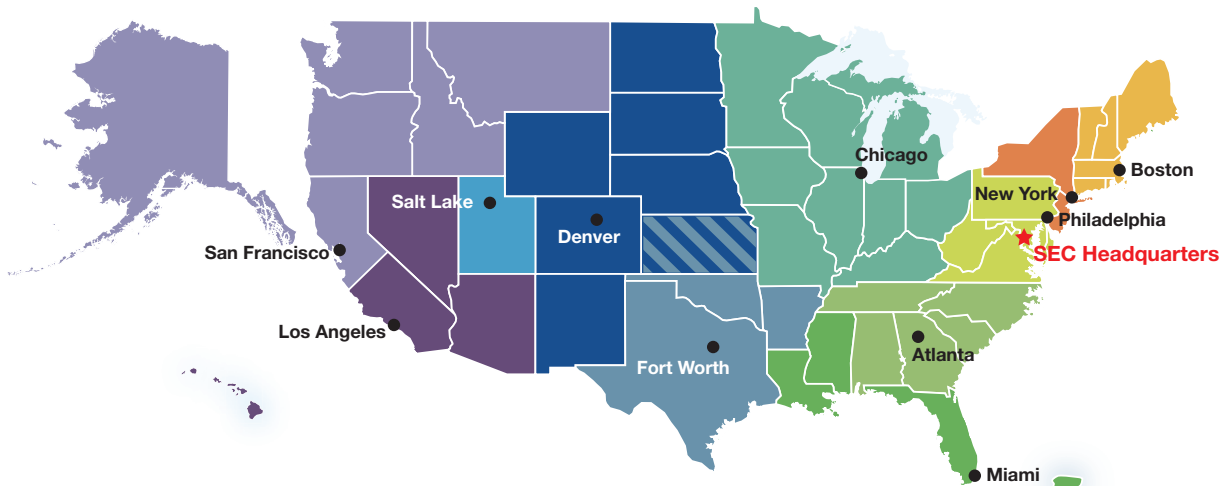 Chicago
Boston
New York
Salt Lake
Philadelphia
Denver
San Francisco
SEC Headquarters
Los Angeles
Atlanta
Fort Worth
Miami